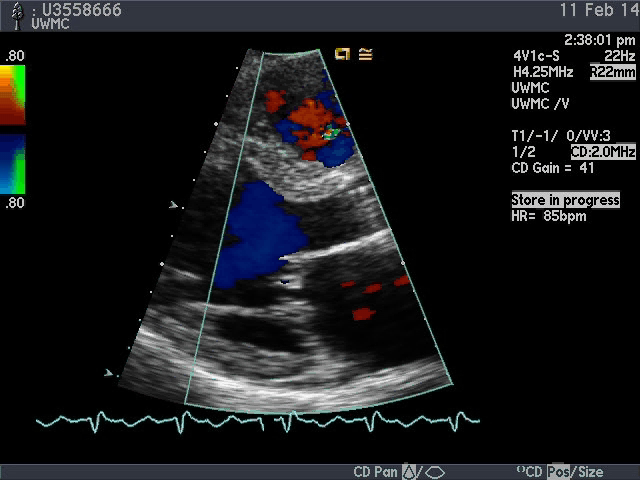 : U3558666
UWMC
11 Feb 14
2:38:01 pm
4V1c-S 22Hz
H4.25MHz R22mm
UWMC
UWMC /V
T1/-1/ 0/VV:3
1/2 CD:2.0MHz
CD Gain = 41
Store in progress
HR= 85bpm
.80
.80
CD Pan /
CD Pos/Size